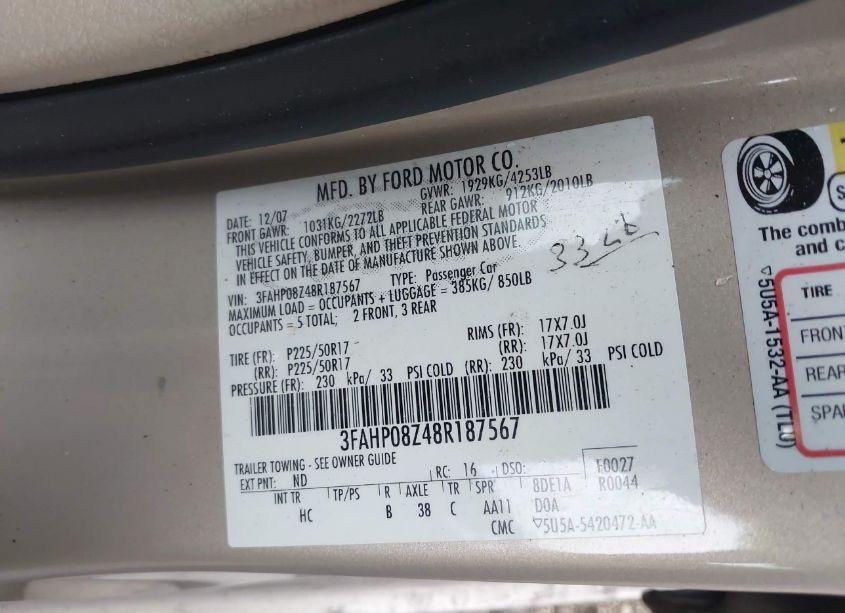 MFD. BY FORD MOTOR CO.
DATE: 12/07 GVWR: 1929KG/4253LB
FRONT GAWR: 1031KG/2272LB REAR GAWR: 912KG/2010LB
THIS VEHICLE CONFORMS TO ALL APPLICABLE FEDERAL MOTOR
VEHICLE SAFETY, BUMPER, AND THEFT PREVENTION STANDARDS
IN EFFECT ON THE DATE OF MANUFACTURE SHOWN ABOVE.
VIN: 3FAHP08Z48R187567 TYPE: Passenger Car
MAXIMUM LOAD = OCCUPANTS + LUGGAGE = 385KG/ 850LB
OCCUPANTS = 5 TOTAL; 2 FRONT, 3 REAR
TIRE (FR): P225/50R17 RIMS (FR): 17X7.0J
(RR): P225/50R17 (RR): 17X7.0J
PRESSURE (FR): 230 kPa/ 33 PSI COLD (RR): 230 kPa/ 33 PSI COLD
3FAHP08Z48R187567
TRAILER TOWING - SEE OWNER GUIDE
EXT PNT: ND RC: 16 DSO: F0027
INT TR TP/PS R AXLE TR SPR 8DE1A R0044
HC B 38 C AA11 D0A
CMC ▽5U5A-5420472-AA
The comb
and c
TIRE
FRONT
REAR
SPA
▽5U5A-1532-AA (TL0)